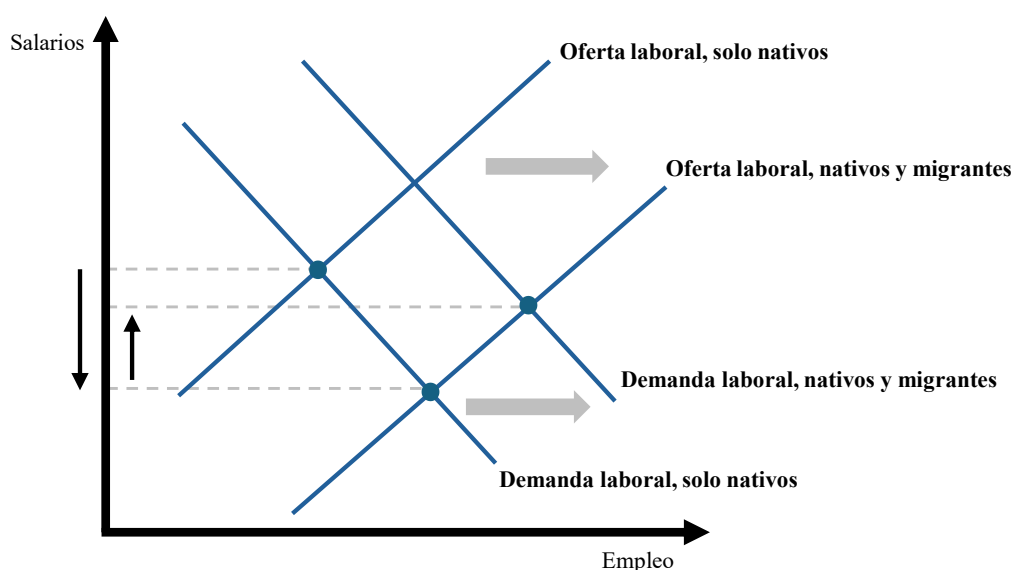 Salarios
Oferta laboral, solo nativos
Oferta laboral, nativos y migrantes
Demanda laboral, nativos y migrantes
Demanda laboral, solo nativos
Empleo